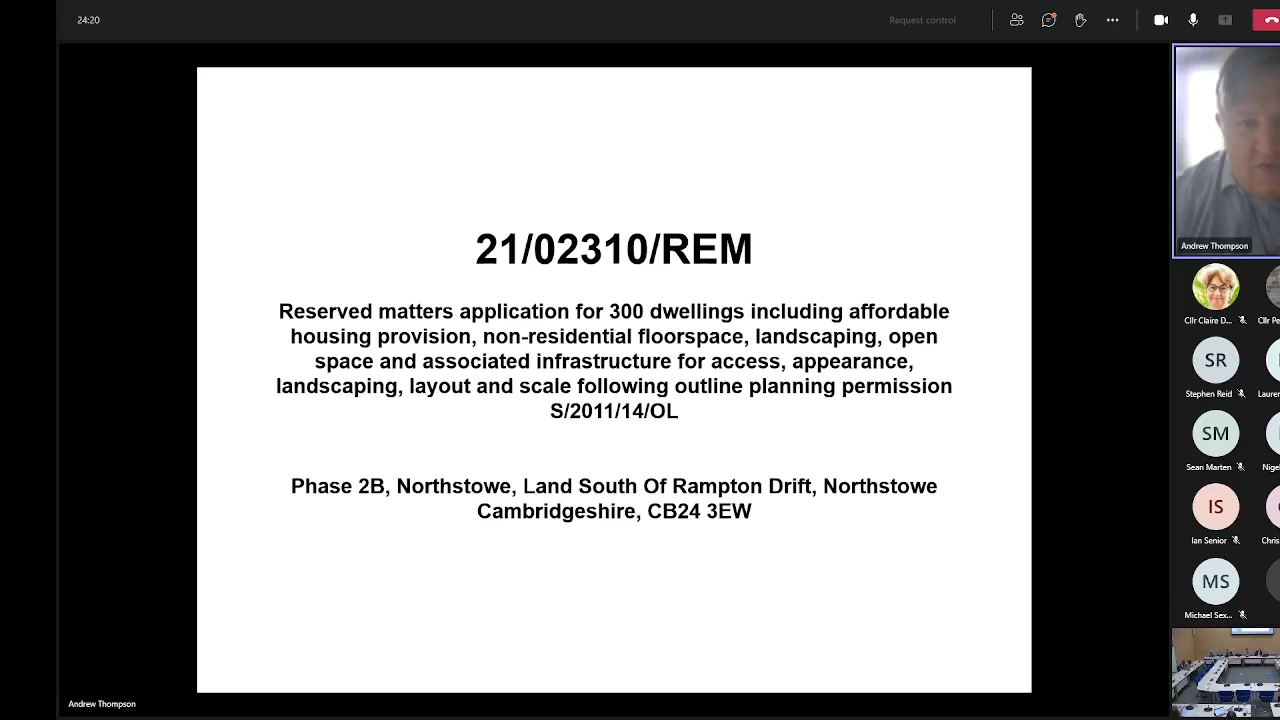 24:20
Request control
21/02310/REM
Reserved matters application for 300 dwellings including affordable
housing provision, non-residential floorspace, landscaping, open
space and associated infrastructure for access, appearance,
landscaping, layout and scale following outline planning permission
S/2011/14/OL
Phase 2B, Northstowe, Land South Of Rampton Drift, Northstowe
Cambridgeshire, CB24 3EW
Andrew Thompson
Andrew Thompson
Cllr Claire D...
Cllr Pe
SR
Stephen Reid
Lauren
SM
Sean Marten
Nige
IS
Ian Senior
Chris
MS
Michael Sex...